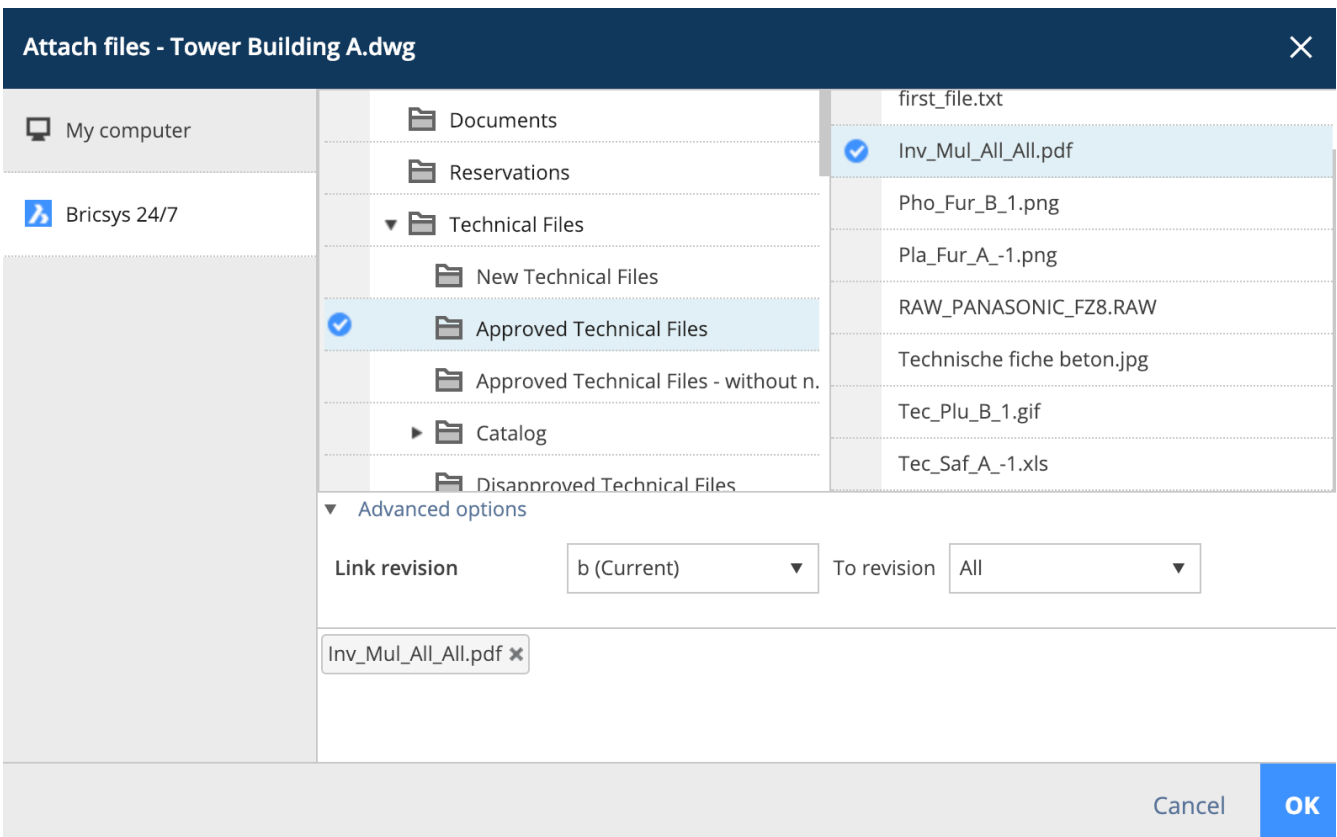 Attach files - Tower Building A.dwg
My computer
Bricsys 24/7
Documents
Reservations
Technical Files
New Technical Files
Approved Technical Files
Approved Technical Files - without n.
Catalog
Disapproved Technical Files
first_file.txt
Inv_Mul_All_All.pdf
Pho_Fur_B_1.png
Pla_Fur_A_-1.png
RAW_PANASONIC_FZ8.RAW
Technische fiche beton.jpg
Tec_Plu_B_1.gif
Tec_Saf_A_-1.xls
Advanced options
Link revision b (Current) To revision All
Inv_Mul_All_All.pdf
Cancel OK